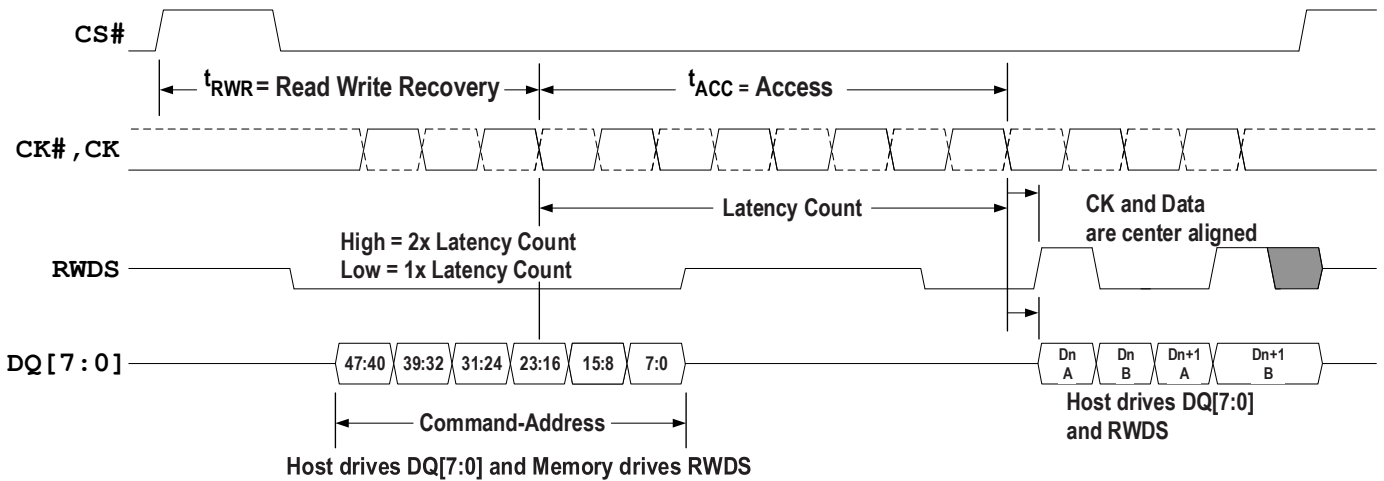 CS#
tRWR = Read Write Recovery
tACC = Access
CK#,CK
Latency Count
CK and Data
are center aligned
High = 2x Latency Count
Low = 1x Latency Count
RWDS
DQ[7:0]
47:40 39:32 31:24 23:16 15:8 7:0
Dn Dn Dn+1 Dn+1
A B A B
Command-Address
Host drives DQ[7:0]
and RWDS
Host drives DQ[7:0] and Memory drives RWDS